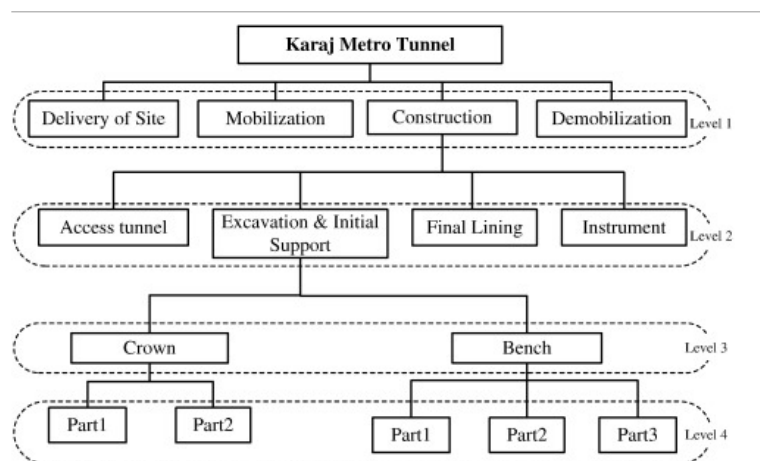 Karaj Metro Tunnel
Delivery of Site
Mobilization
Construction
Demobilization
Level 1
Access tunnel
Excavation & Initial
Support
Final Lining
Instrument
Level 2
Crown
Bench
Level 3
Part1
Part2
Part1
Part2
Part3
Level 4